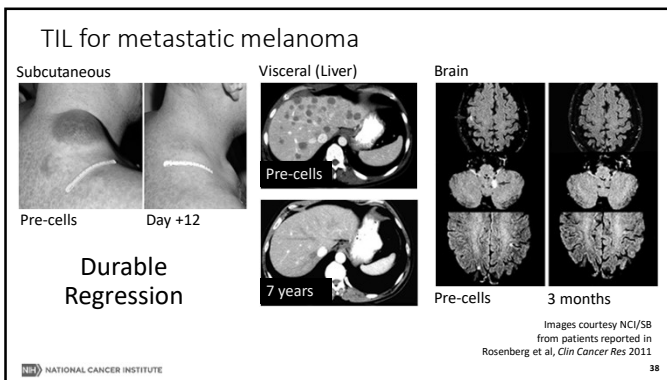 TIL for metastatic melanoma
Subcutaneous
Pre-cells
Day +12
Durable
Regression
Visceral (Liver)
Pre-cells
7 years
Brain
Pre-cells
3 months
Images courtesy NCI/SB
from patients reported in
Rosenberg et al, Clin Cancer Res 2011
NIH NATIONAL CANCER INSTITUTE
38